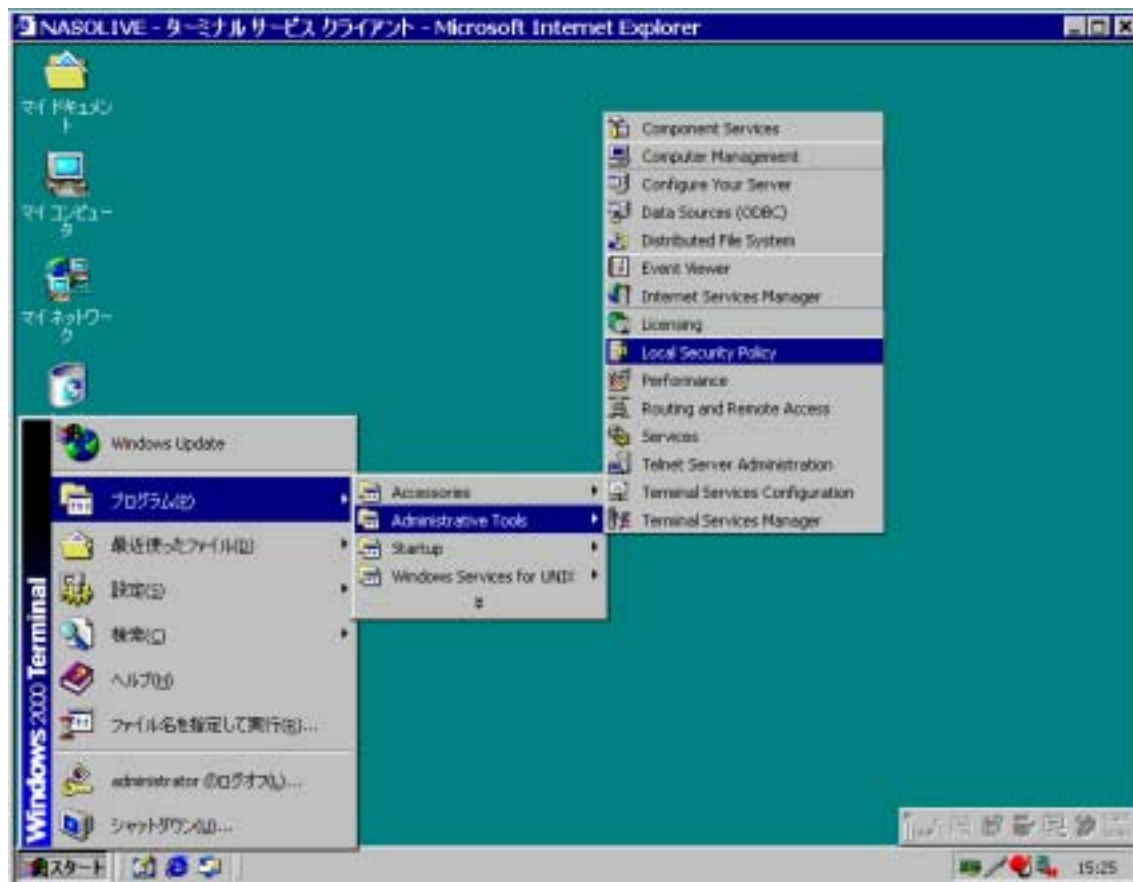 NASOLIVE - ターミナル サービス クライアント - Microsoft Internet Explorer
マイ ドキュメン
ト
マイ コンピュー
タ
マイ ネットワー
ク
Windows 2000 Terminal
Windows Update
プログラム(P)
最近使ったファイル(D)
設定(S)
検索(C)
ヘルプ(H)
ファイル名を指定して実行(R)...
administrator のログオフ(L)...
シャットダウン(U)...
Accessories
Administrative Tools
Startup
Windows Services for UNIX
Component Services
Computer Management
Configure Your Server
Data Sources (ODBC)
Distributed File System
Event Viewer
Internet Services Manager
Licensing
Local Security Policy
Performance
Routing and Remote Access
Services
Telnet Server Administration
Terminal Services Configuration
Terminal Services Manager
スタート
15:25